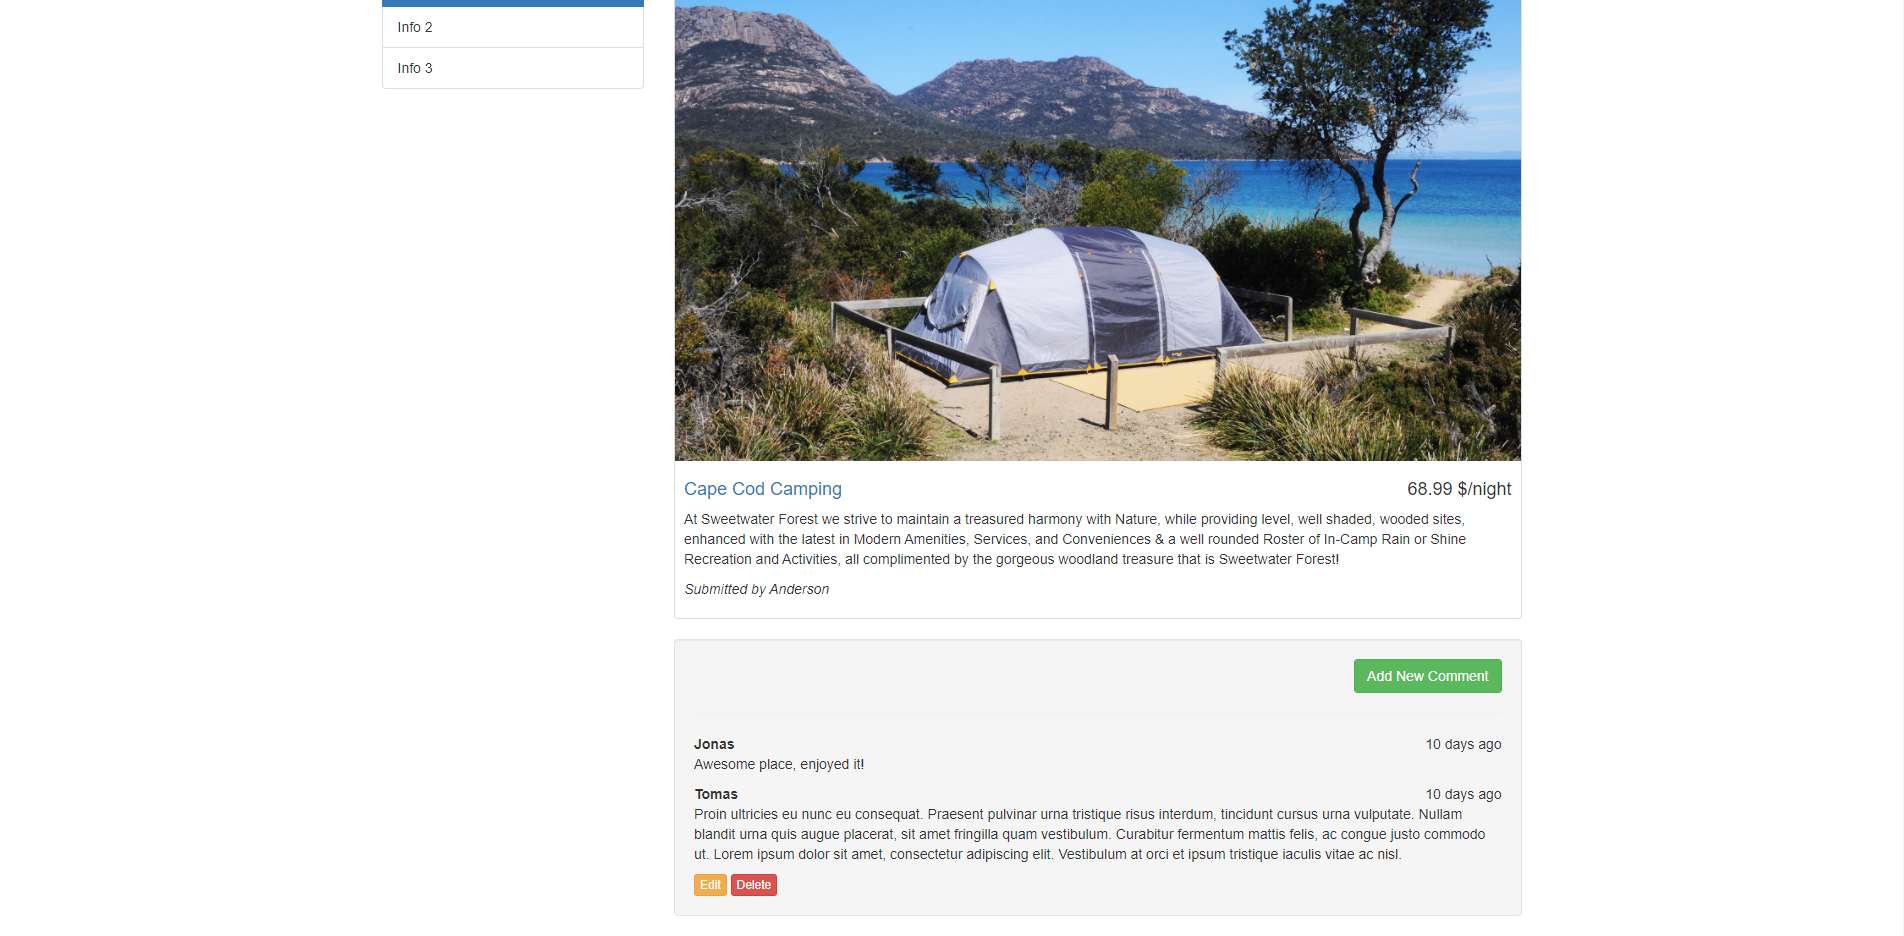 Info 2
Info 3
Cape Cod Camping
68.99 $/night
At Sweetwater Forest we strive to maintain a treasured harmony with Nature, while providing level, well shaded, wooded sites,
enhanced with the latest in Modern Amenities, Services, and Conveniences & a well rounded Roster of In-Camp Rain or Shine
Recreation and Activities, all complimented by the gorgeous woodland treasure that is Sweetwater Forest!
Submitted by Anderson
Add New Comment
Jonas
10 days ago
Awesome place, enjoyed it!
Tomas
10 days ago
Proin ultricies eu nunc eu consequat. Praesent pulvinar urna tristique risus interdum, tincidunt cursus urna vulputate. Nullam
blandit urna quis augue placerat, sit amet fringilla quam vestibulum. Curabitur fermentum mattis felis, ac congue justo commodo
ut. Lorem ipsum dolor sit amet, consectetur adipiscing elit. Vestibulum at orci et ipsum tristique iaculis vitae ac nisl.
Edit
Delete